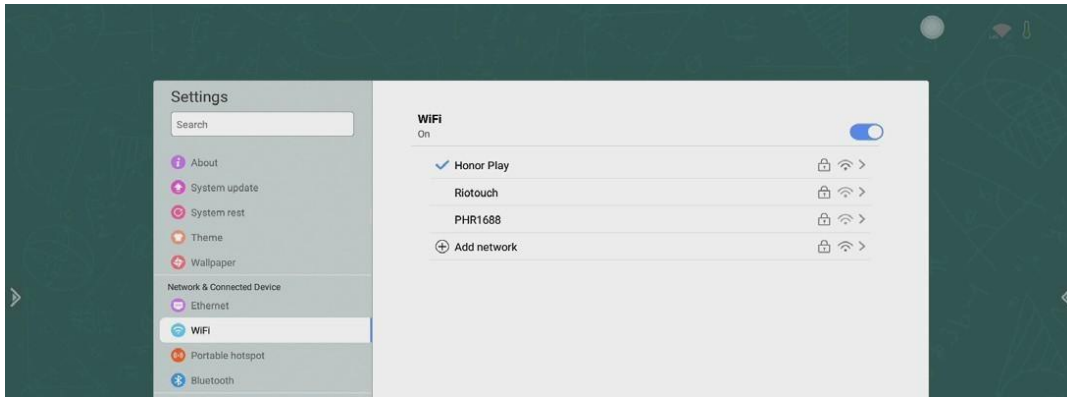 Settings
Search
About
System update
System rest
Theme
Wallpaper
Network & Connected Device
Ethernet
WiFi
Portable hotspot
Bluetooth
WiFi
On
Honor Play
Riotouch
PHR1688
Add network